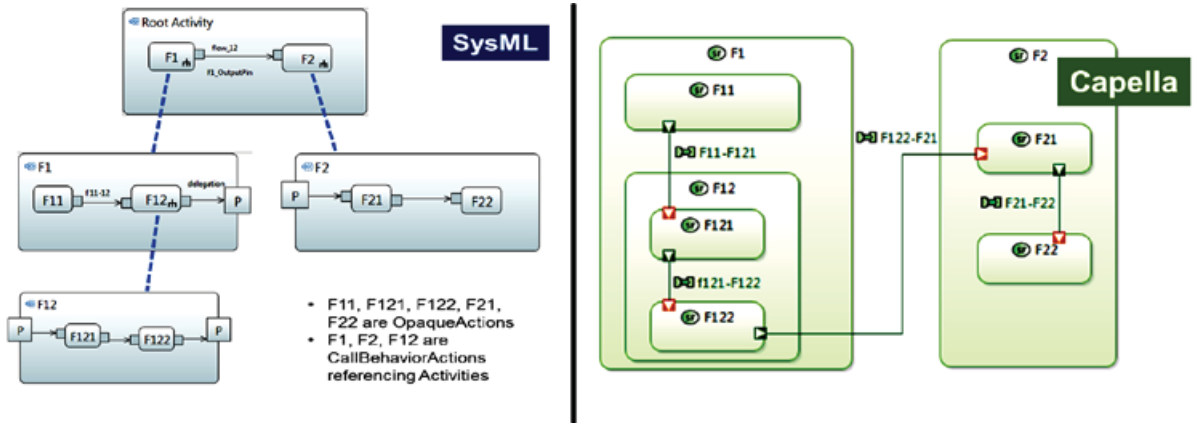 Root Activity
SysML
F1
flow_12
F2
f1_OutputPin
F1
F11
f11-12
F12
delegation
P
F2
P
F21
F22
F12
P
F121
F122
P
• F11, F121, F122, F21,
F22 are OpaqueActions
• F1, F2, F12 are
CallBehaviorActions
referencing Activities
Capella
F1
F11
F11-F121
F12
F121
f121-F122
F122
F122-F21
F2
F21
F21-F22
F22